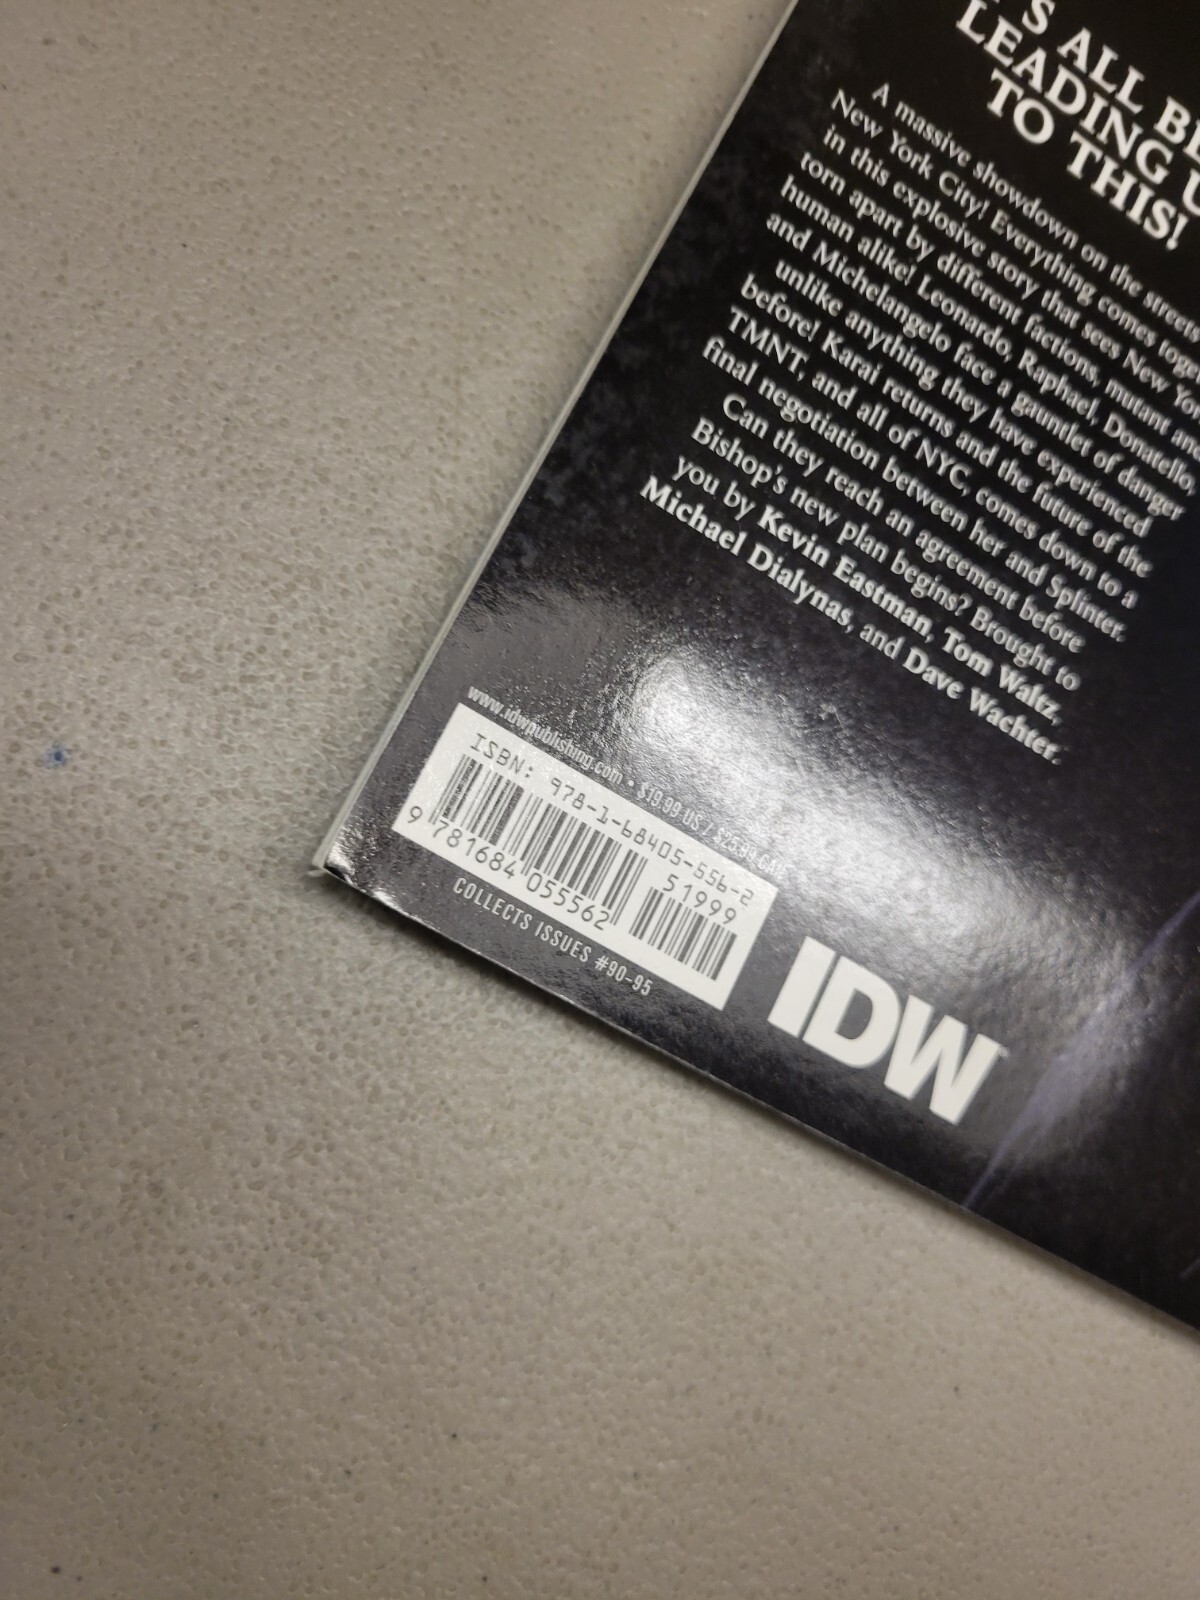 'S ALL BE
LEADING U
TO THIS!
A massive showdown on the streets
New York City! Everything comes togeth
in this explosive story that sees New York
torn apart by different factions, mutant an
human alike! Leonardo, Raphael, Donatello,
and Michelangelo face a gauntlet of danger
unlike anything they have experienced
before! Karai returns and the future of the
TMNT, and all of NYC, comes down to a
final negotiation between her and Splinter.
Can they reach an agreement before
Bishop's new plan begins? Brought to
you by Kevin Eastman, Tom Waltz,
Michael Dialynas, and Dave Wachter.
www.idwpublishing.com • $19.99 US / $25.99 CAN
ISBN: 978-1-68405-556-2
51999
9 781684 055562
COLLECTS ISSUES #90-95
IDW